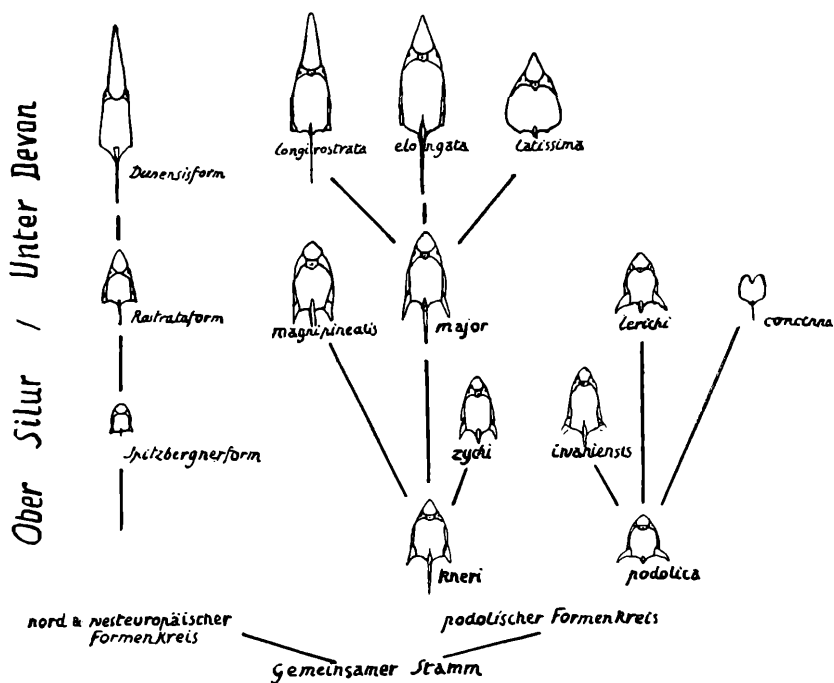 Ober Silur / Unter Devon
Dunensisform
longirostrata
elongata
latissima
Rostrataform
magnipinealis
major
lerichi
concinna
Spitzbergnerform
zychi
irvaniensis
kneri
podolica
nord & westeuropäischer
Formenkreis
podolischer Formenkreis
Gemeinsamer Stamm